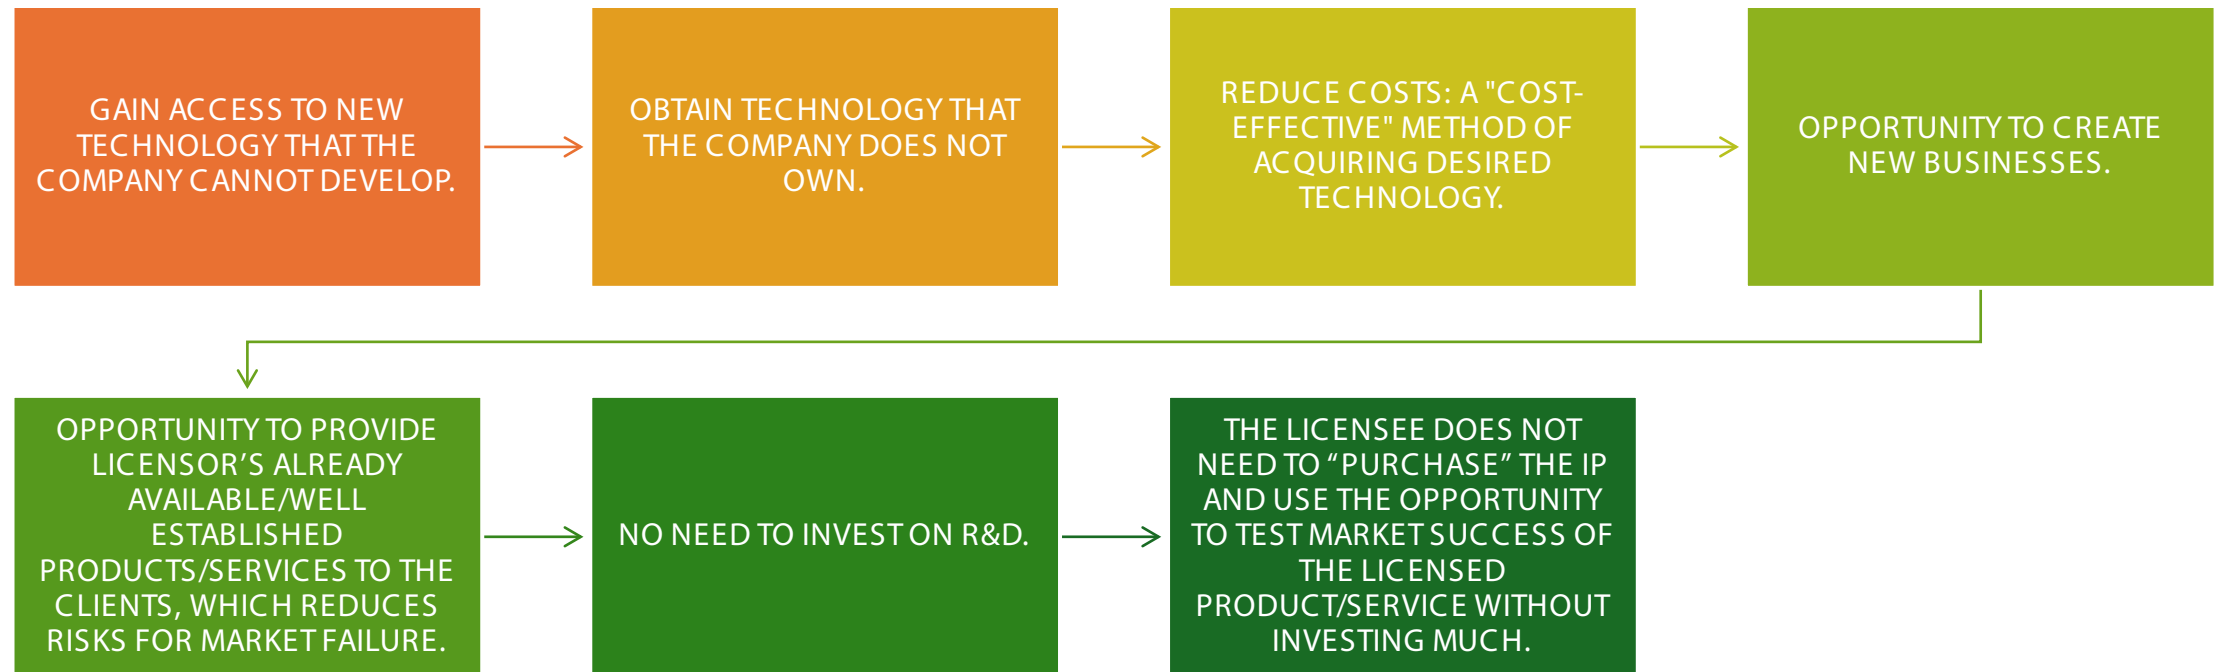 GAIN ACCESS TO NEW
TECHNOLOGY THAT THE
COMPANY CANNOT DEVELOP.
OBTAIN TECHNOLOGY THAT
THE COMPANY DOES NOT
OWN.
REDUCE COSTS: A "COST-
EFFECTIVE" METHOD OF
ACQUIRING DESIRED
TECHNOLOGY.
OPPORTUNITY TO CREATE
NEW BUSINESSES.
OPPORTUNITY TO PROVIDE
LICENSOR’S ALREADY
AVAILABLE/WELL
ESTABLISHED
PRODUCTS/SERVICES TO THE
CLIENTS, WHICH REDUCES
RISKS FOR MARKET FAILURE.
NO NEED TO INVEST ON R&D.
THE LICENSEE DOES NOT
NEED TO “PURCHASE” THE IP
AND USE THE OPPORTUNITY
TO TEST MARKET SUCCESS OF
THE LICENSED
PRODUCT/SERVICE WITHOUT
INVESTING MUCH.